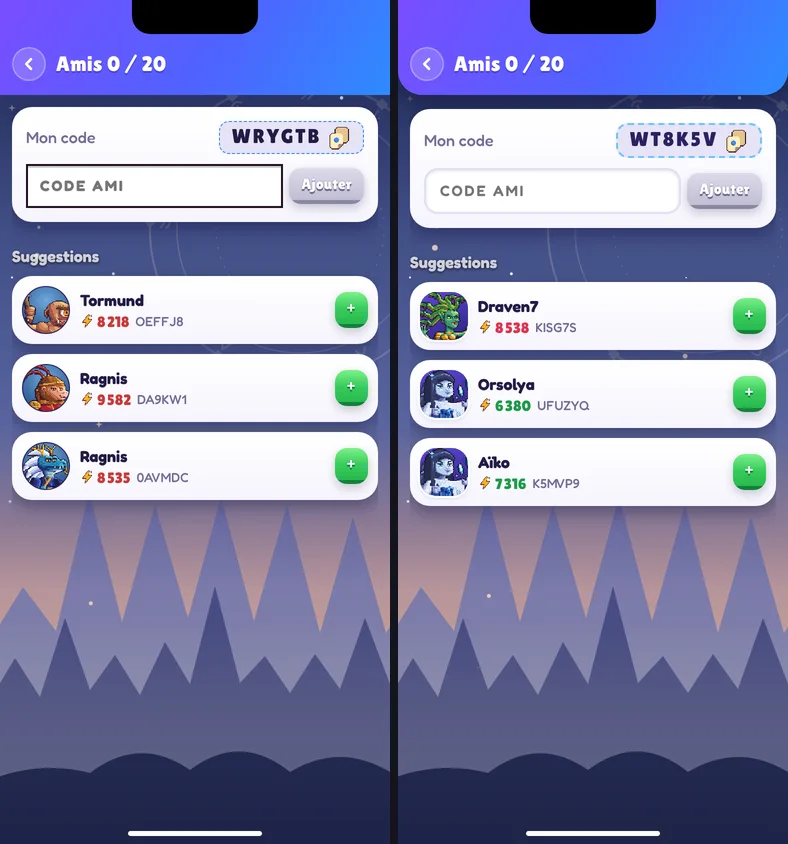 Amis 0 / 20
Mon code
WRYGTB
CODE AMI
Ajouter
Suggestions
Tormund
8218 OEFFJ8
+
Ragnis
9582 DA9KW1
+
Ragnis
8535 0AVMDC
+
Amis 0 / 20
Mon code
WT8K5V
CODE AMI
Ajouter
Suggestions
Draven7
8538 KISG7S
+
Orsolya
6380 UFUZYQ
+
Aïko
7316 K5MVP9
+